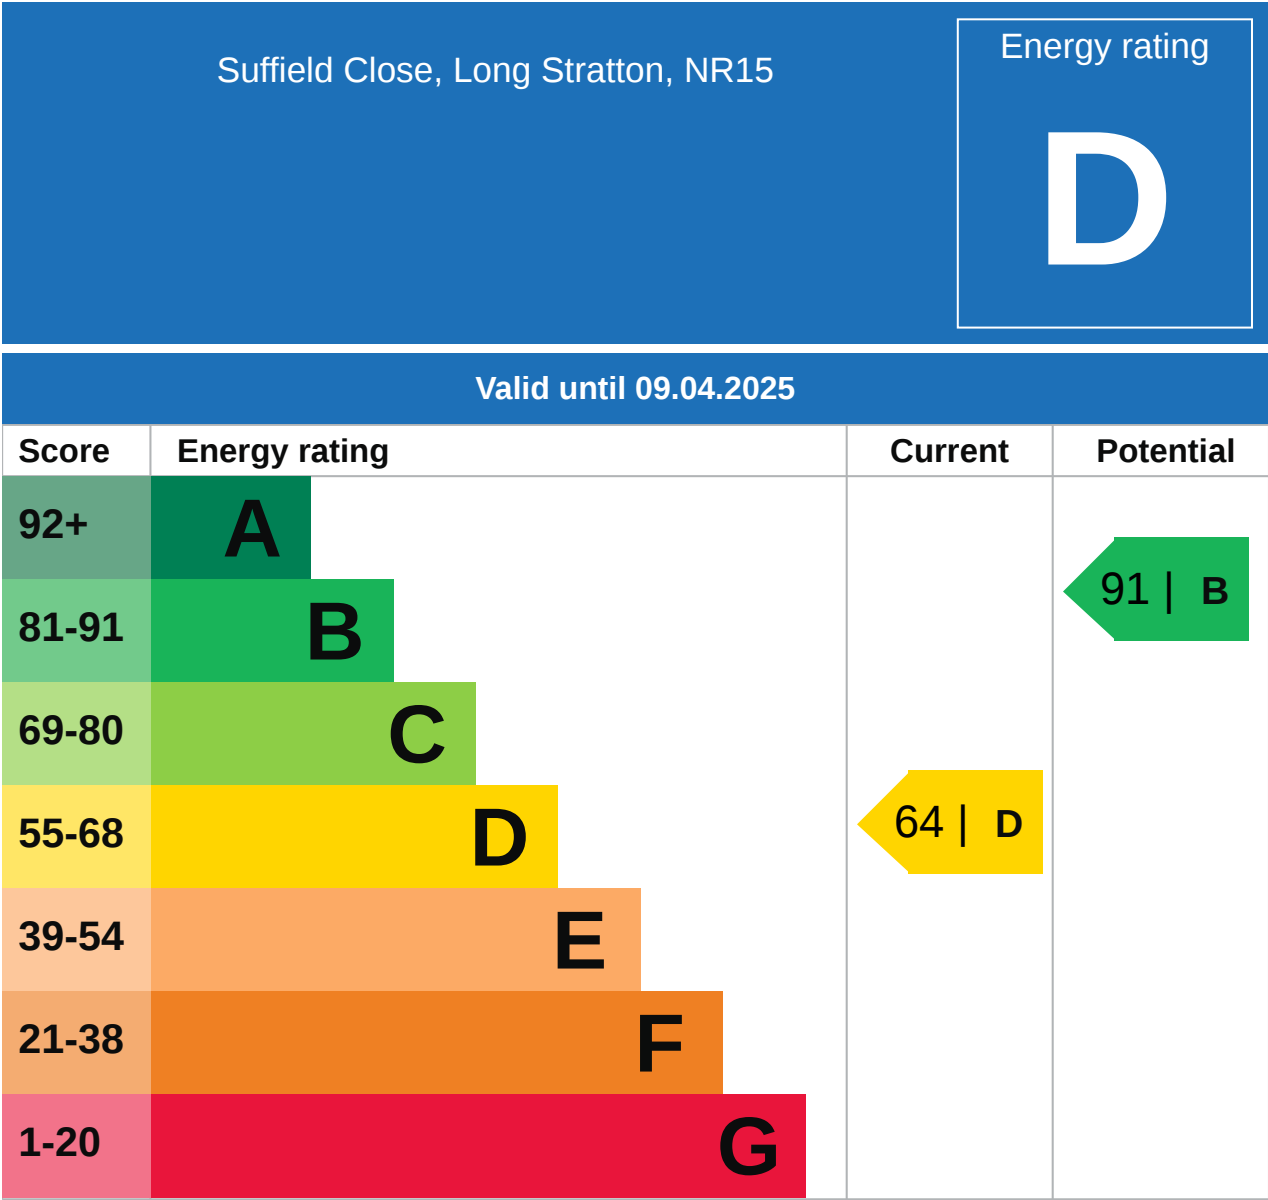 Suffield Close, Long Stratton, NR15
Energy rating
D
Valid until 09.04.2025
Score Energy rating Current Potential
92+ A
91 | B
81-91 B
69-80 C
55-68 D
64 | D
39-54 E
21-38 F
1-20 G